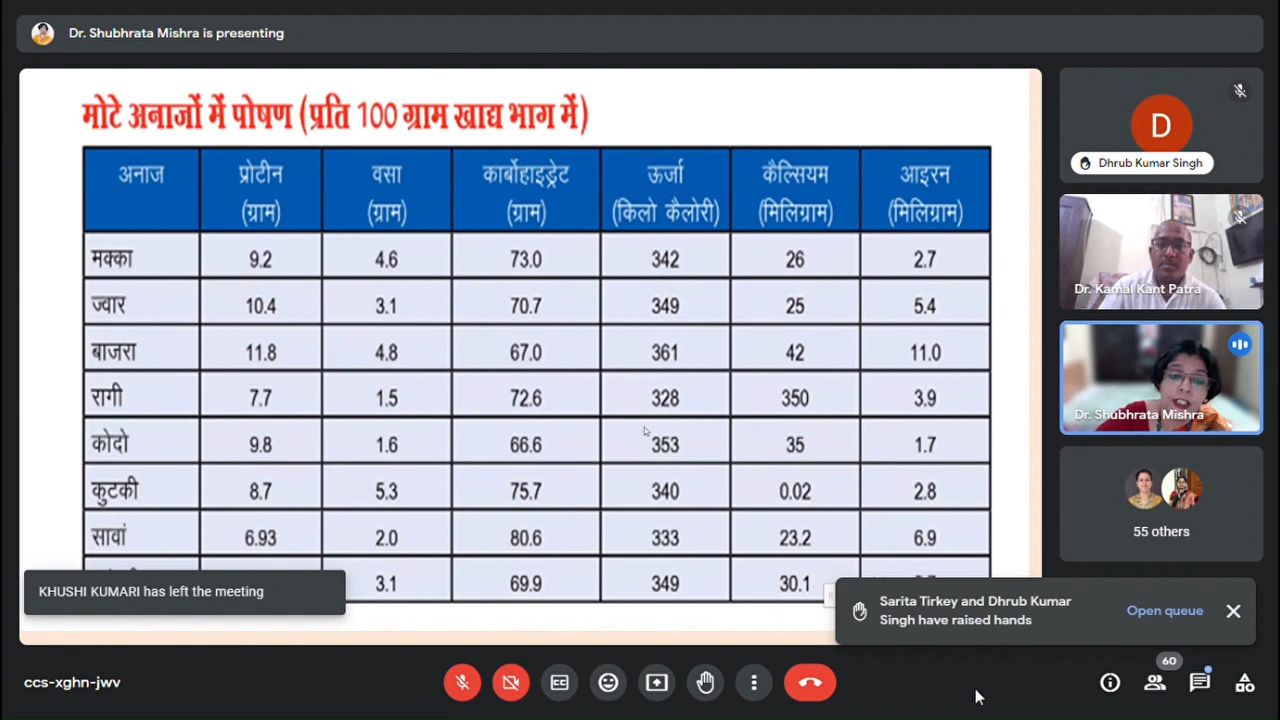 Dr. Shubhrata Mishra is presenting
मोटे अनाजों में पोषण (प्रति 100 ग्राम खाद्य भाग में)
अनाज प्रोटीन (ग्राम) वसा (ग्राम) कार्बोहाइड्रेट (ग्राम) ऊर्जा (किलो कैलोरी) कैल्सियम (मिलिग्राम) आइरन (मिलिग्राम)
मक्का 9.2 4.6 73.0 342 26 2.7
ज्वार 10.4 3.1 70.7 349 25 5.4
बाजरा 11.8 4.8 67.0 361 42 11.0
रागी 7.7 1.5 72.6 328 350 3.9
कोदो 9.8 1.6 66.6 353 35 1.7
कुटकी 8.7 5.3 75.7 340 0.02 2.8
सावां 6.93 2.0 80.6 333 23.2 6.9
3.1 69.9 349 30.1
D
Dhrub Kumar Singh
Dr. Kamal Kant Patra
Dr. Shubhrata Mishra
55 others
KHUSHI KUMARI has left the meeting
Sarita Tirkey and Dhrub Kumar
Singh have raised hands
Open queue
ccs-xghn-jwv
CC
60